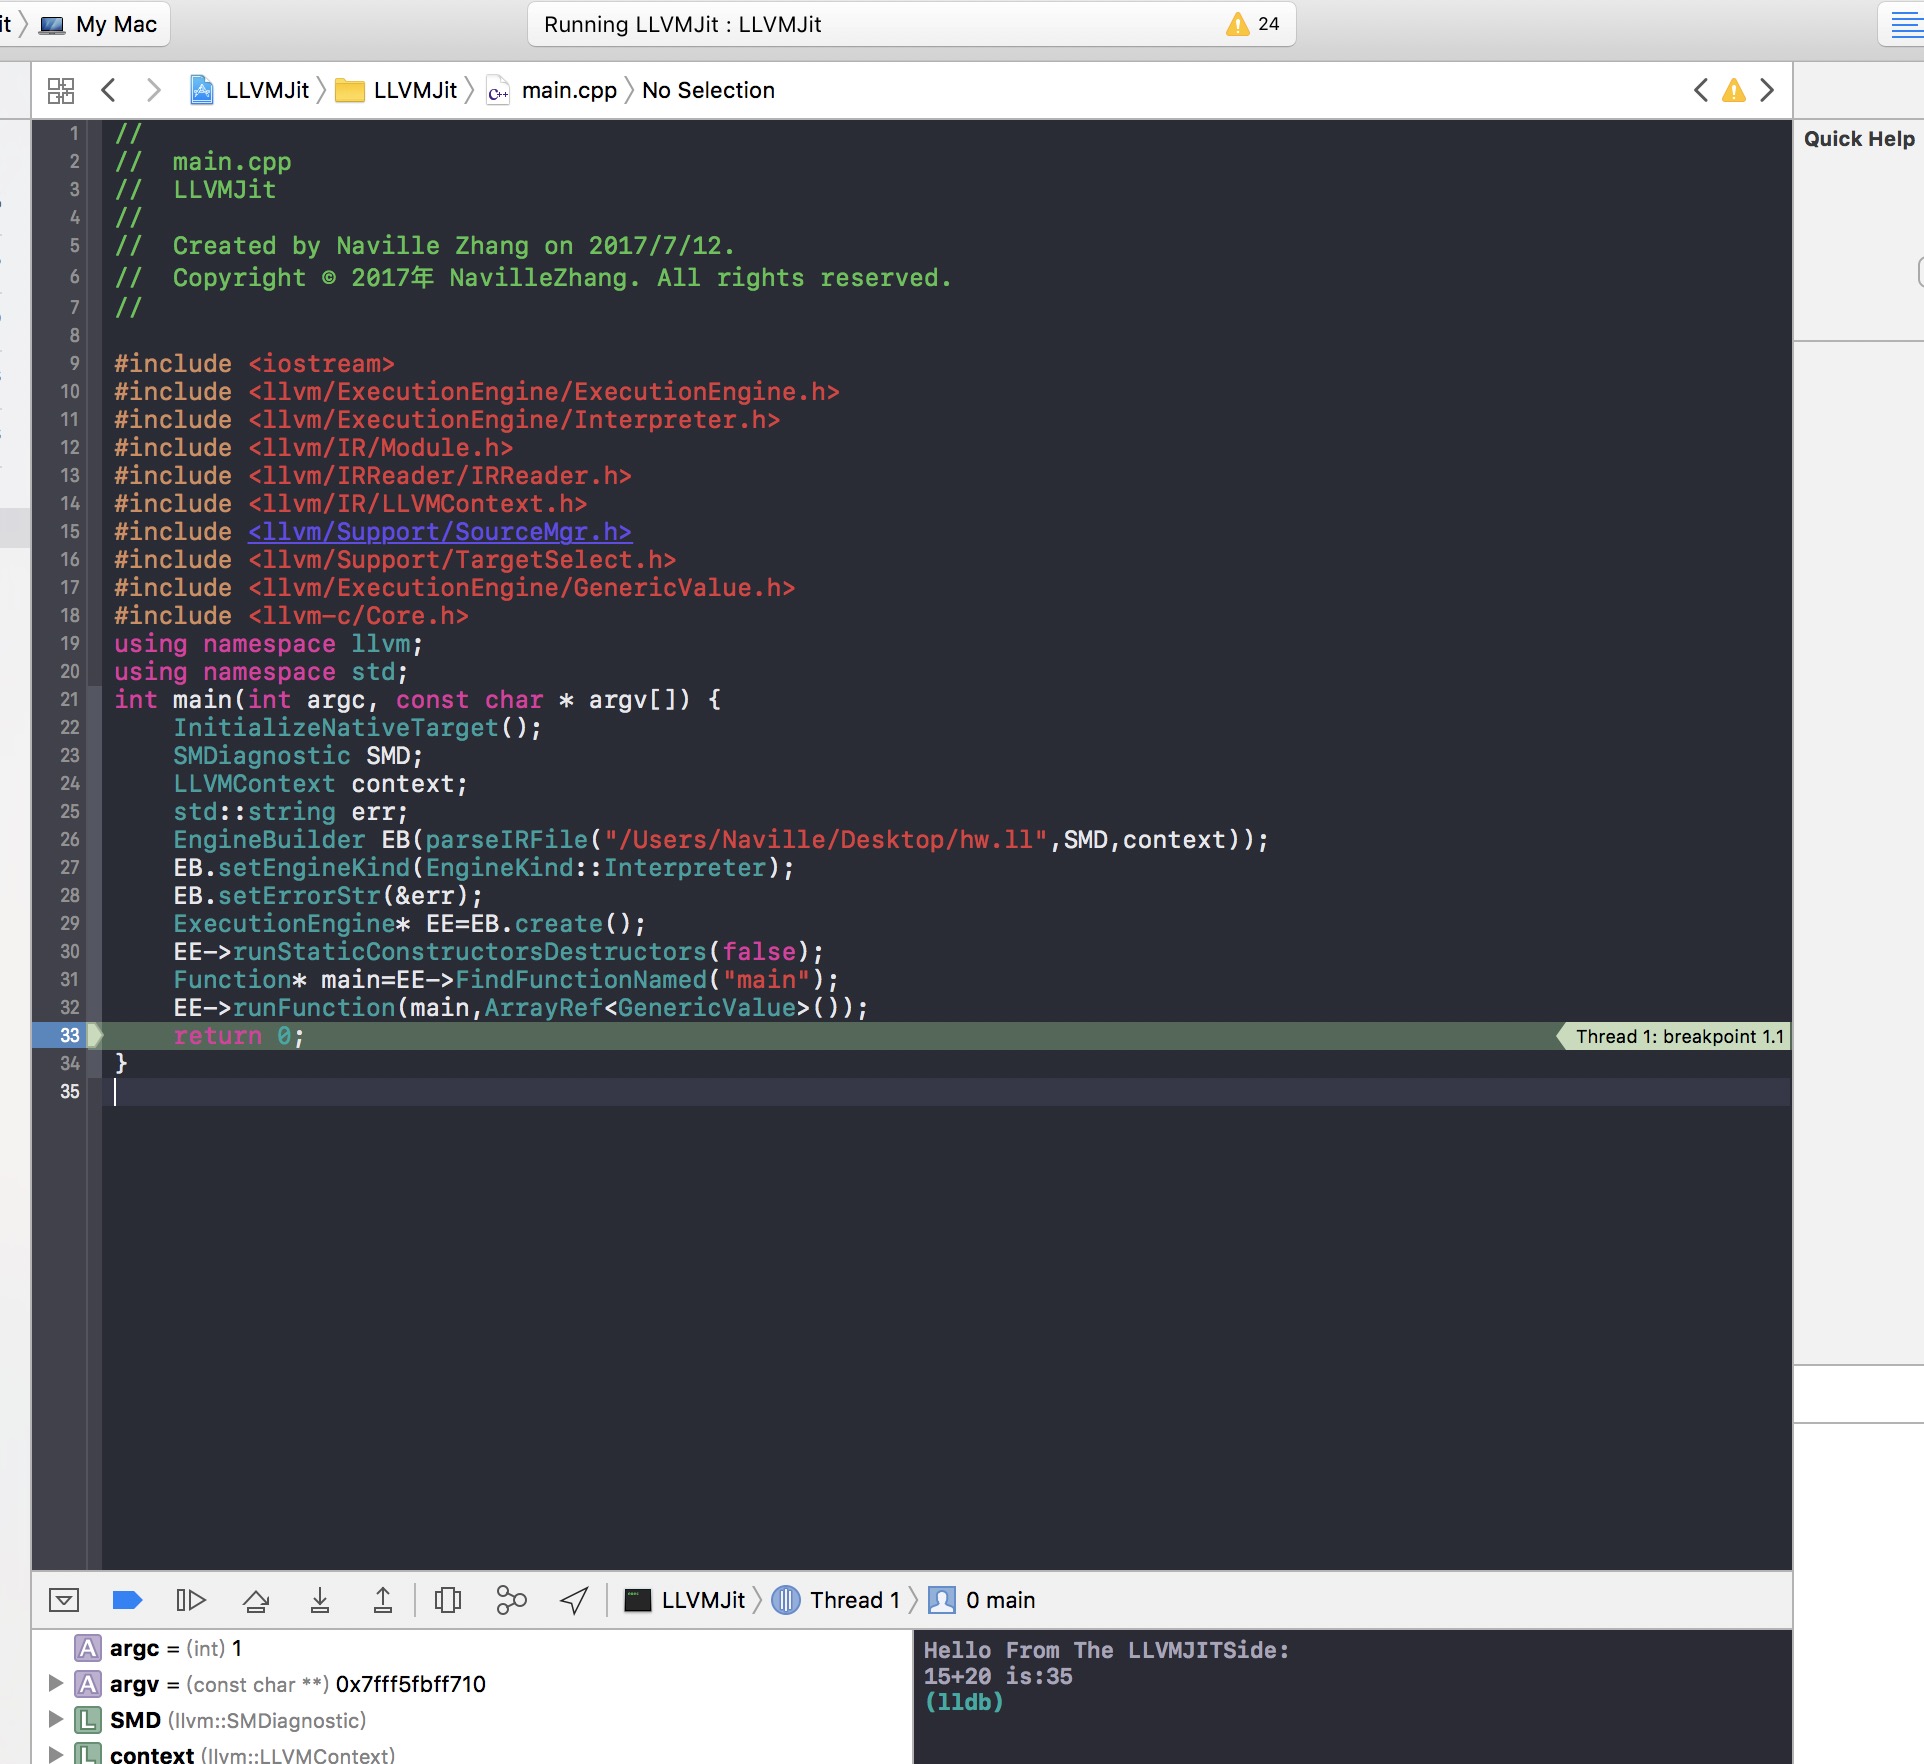 it My Mac Running LLVMJit : LLVMJit 24
LLVMJit LLVMJit main.cpp No Selection
Quick Help
1 //
2 //  main.cpp
3 //  LLVMJit
4 //
5 //  Created by Naville Zhang on 2017/7/12.
6 //  Copyright © 2017年 NavilleZhang. All rights reserved.
7 //
8
9 #include <iostream>
10 #include <llvm/ExecutionEngine/ExecutionEngine.h>
11 #include <llvm/ExecutionEngine/Interpreter.h>
12 #include <llvm/IR/Module.h>
13 #include <llvm/IRReader/IRReader.h>
14 #include <llvm/IR/LLVMContext.h>
15 #include <llvm/Support/SourceMgr.h>
16 #include <llvm/Support/TargetSelect.h>
17 #include <llvm/ExecutionEngine/GenericValue.h>
18 #include <llvm-c/Core.h>
19 using namespace llvm;
20 using namespace std;
21 int main(int argc, const char * argv[]) {
22     InitializeNativeTarget();
23     SMDiagnostic SMD;
24     LLVMContext context;
25     std::string err;
26     EngineBuilder EB(parseIRFile("/Users/Naville/Desktop/hw.ll",SMD,context));
27     EB.setEngineKind(EngineKind::Interpreter);
28     EB.setErrorStr(&err);
29     ExecutionEngine* EE=EB.create();
30     EE->runStaticConstructorsDestructors(false);
31     Function* main=EE->FindFunctionNamed("main");
32     EE->runFunction(main,ArrayRef<GenericValue>());
33     return 0; Thread 1: breakpoint 1.1
34 }
35
LLVMJit Thread 1 0 main
A argc = (int) 1
A argv = (const char **) 0x7fff5fbff710
L SMD (llvm::SMDiagnostic)
L context (llvm::LLVMContext)
Hello From The LLVMJITSide:
15+20 is:35
(lldb)